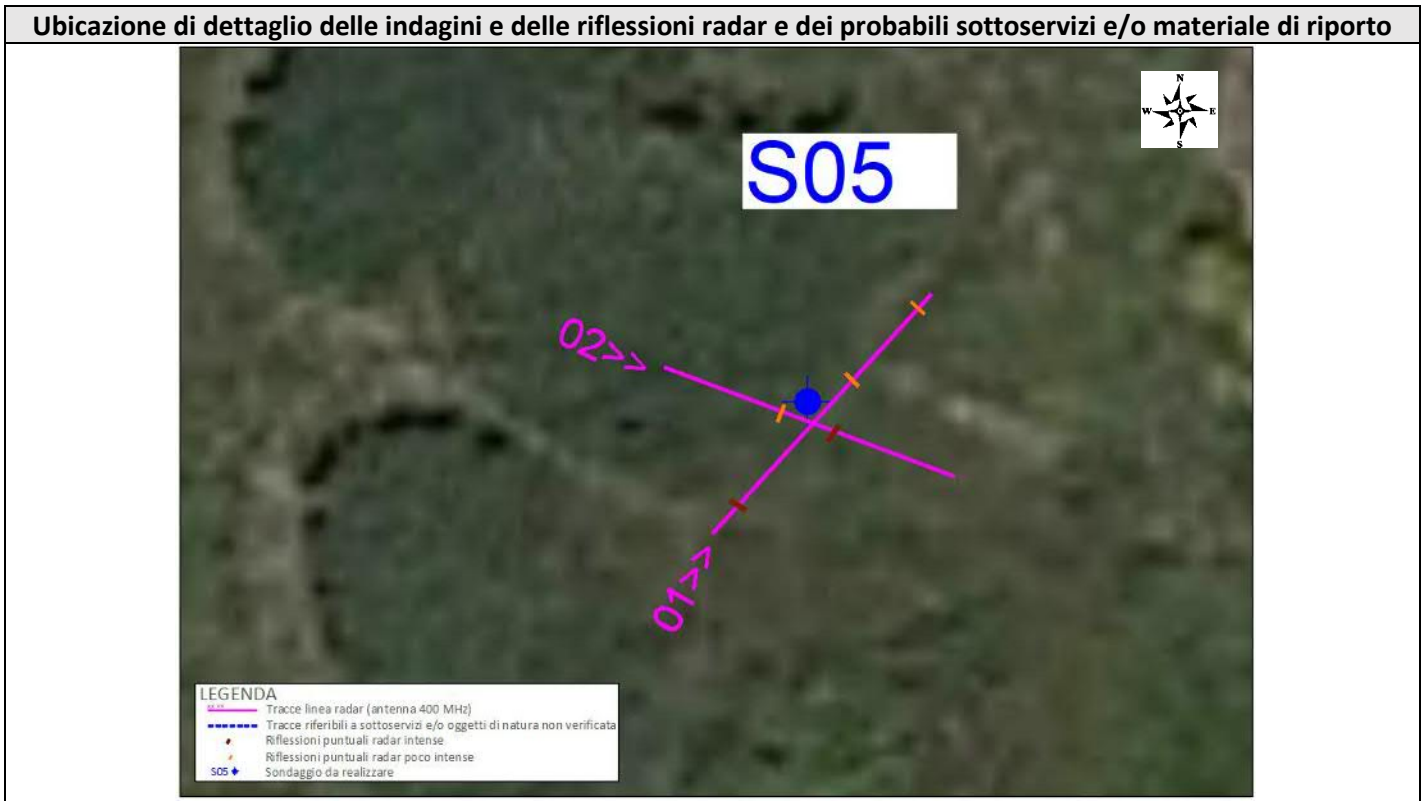 Ubicazione di dettaglio delle indagini e delle riflessioni radar e dei probabili sottoservizi e/o materiale di riporto
N
W E
S
S05
02>>
01>>
LEGENDA
Tracce linea radar (antenna 400 MHz)
Tracce riferibili a sottoservizi e/o oggetti di natura non verificata
Riflessioni puntuali radar intense
Riflessioni puntuali radar poco intense
S05 Sondaggio da realizzare